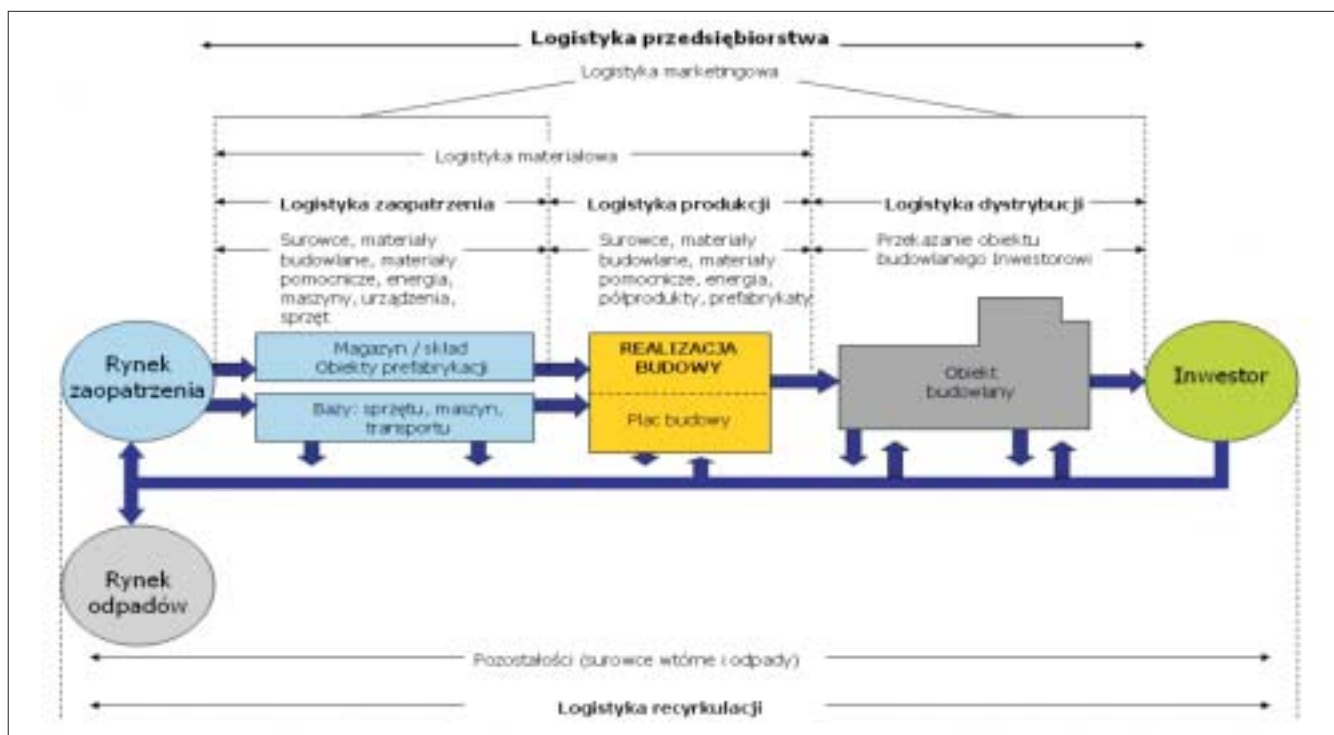 Logistyka przedsiębiorstwa
Logistyka marketingowa
Logistyka materiałowa
Logistyka zaopatrzenia
Logistyka produkcji
Logistyka dystrybucji
Surowce, materiały
budowlane, materiały
pomocnicze, energia,
maszyny, urządzenia,
sprzęt
Surowce, materiały
budowlane, materiały
pomocnicze, energia,
półprodukty, prefabrykaty
Przekazanie obiektu
budowlanego Inwestorowi
Rynek
zaopatrzenia
Magazyn / skład
Obiekty prefabrykacji
Bazy: sprzętu, maszyn,
transportu
REALIZACJA
BUDOWY
Plac budowy
Obiekt
budowlany
Inwestor
Rynek
odpadów
Pozostałości (surowce wtórne i odpady)
Logistyka recyrkulacji